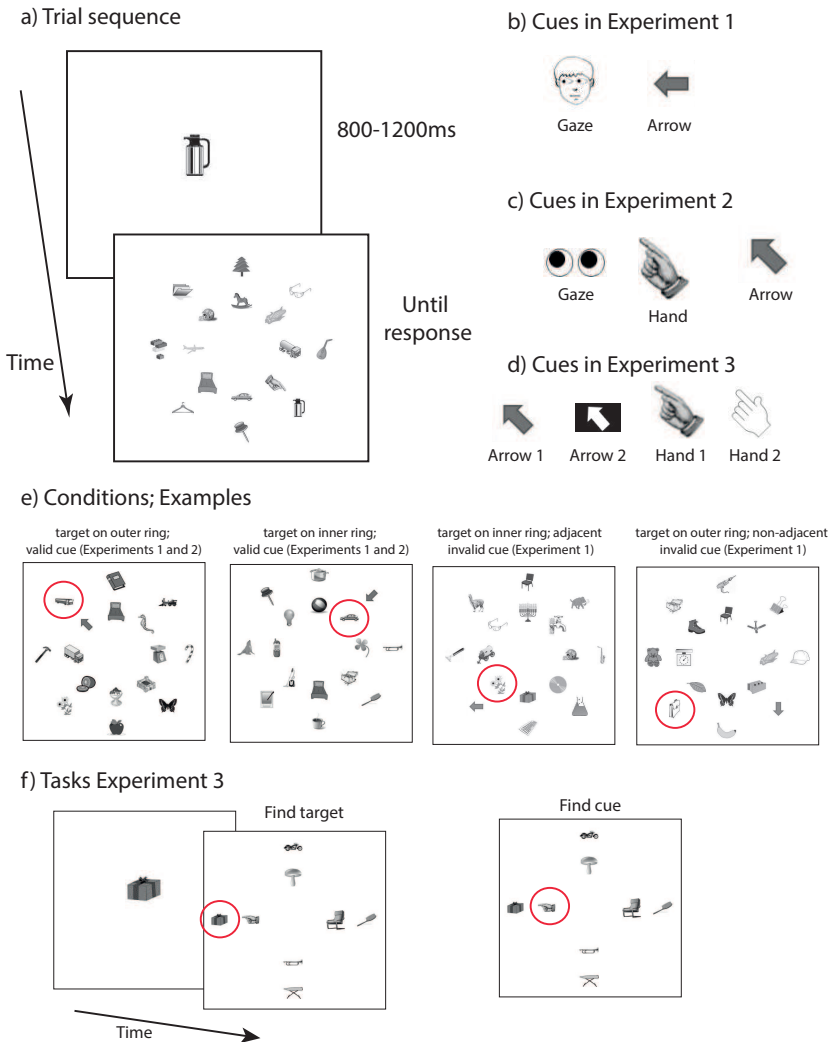 a) Trial sequence
800-1200ms
Until
response
Time
b) Cues in Experiment 1
Gaze
Arrow
c) Cues in Experiment 2
Gaze
Hand
Arrow
d) Cues in Experiment 3
Arrow 1
Arrow 2
Hand 1
Hand 2
e) Conditions; Examples
target on outer ring;
valid cue (Experiments 1 and 2)
target on inner ring;
valid cue (Experiments 1 and 2)
target on inner ring; adjacent
invalid cue (Experiment 1)
target on outer ring; non-adjacent
invalid cue (Experiment 1)
f) Tasks Experiment 3
Find target
Find cue
Time